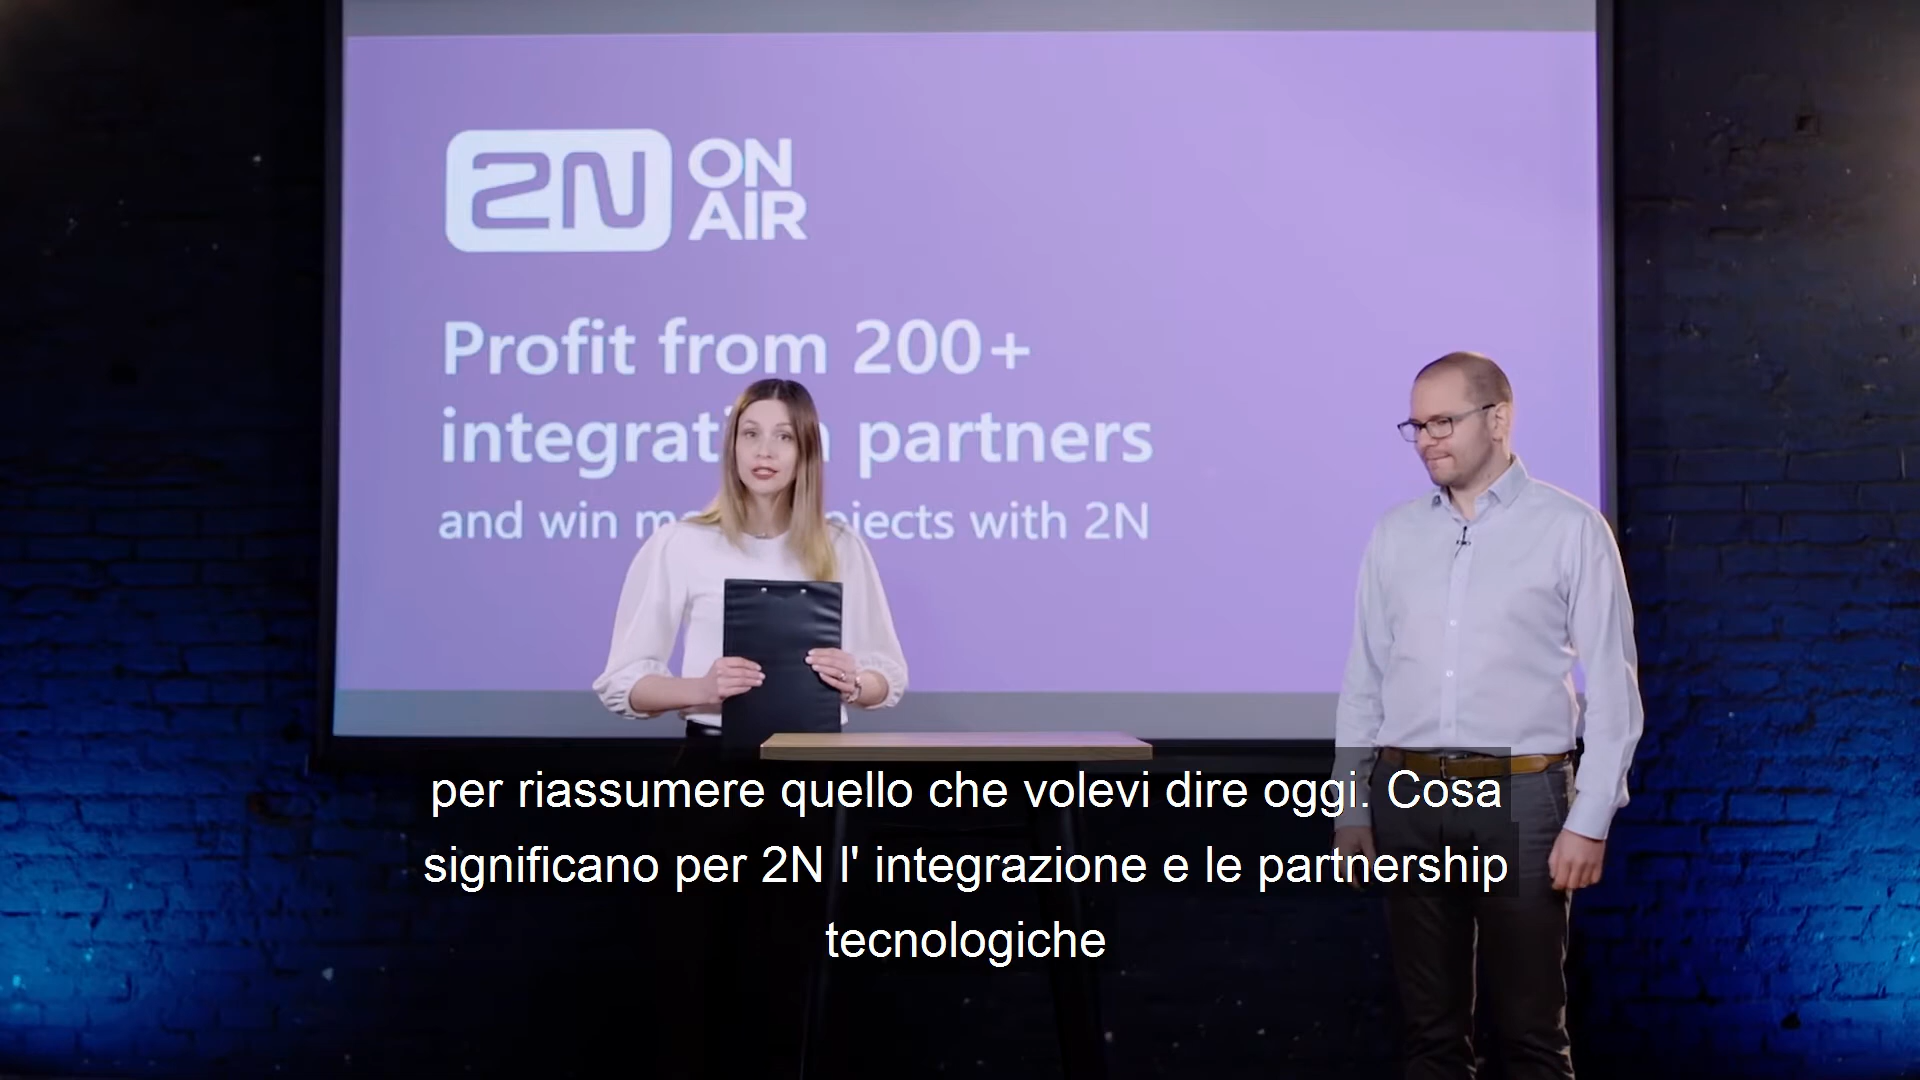 2N ON
AIR
Profit from 200+
partners
and win with 2N
per riassumere quello che volevi dire oggi. Cosa
significano per 2N l' integrazione e le partnership
tecnologiche